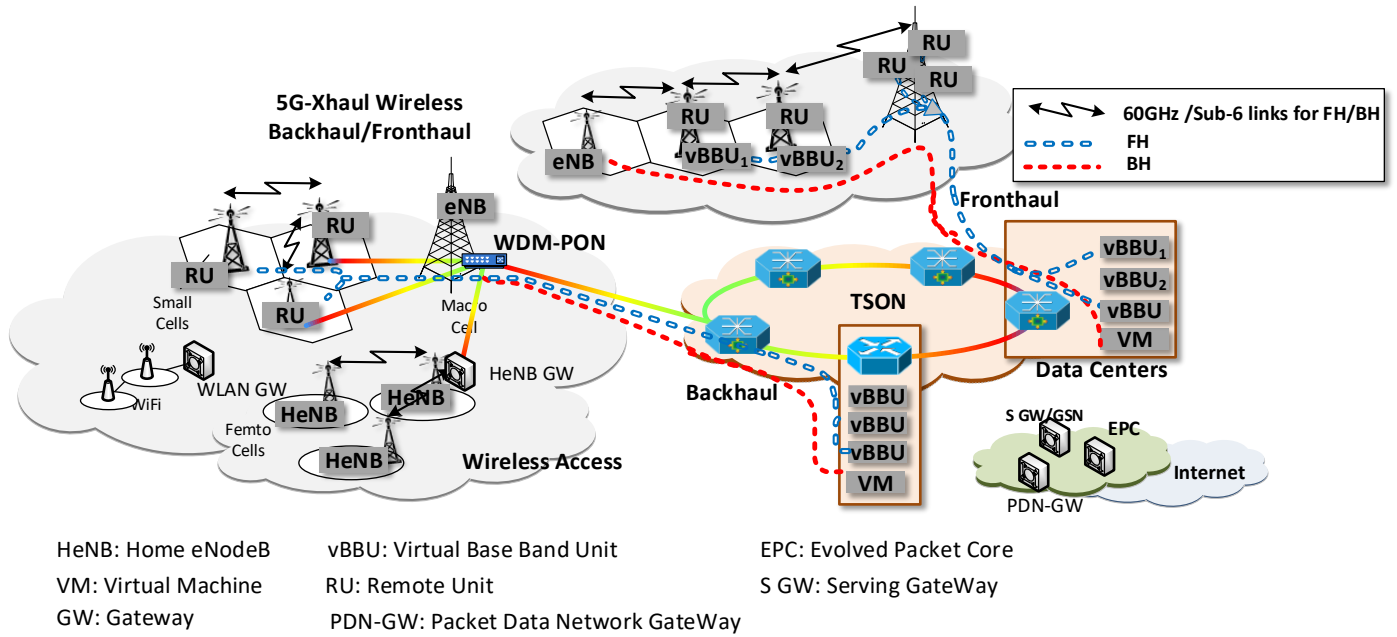 RU
RU
RU
RU
RU
5G-Xhaul Wireless
Backhaul/Fronthaul
60GHz /Sub-6 links for FH/BH
FH
BH
eNB
vBBU1
vBBU2
Fronthaul
eNB
RU
RU
RU
WDM-PON
Small
Cells
Macro
Cell
TSON
vBBU1
vBBU2
vBBU
VM
Data Centers
WiFi
WLAN GW
HeNB GW
Backhaul
HeNB
HeNB
HeNB
Femto
Cells
Wireless Access
vBBU
vBBU
vBBU
VM
S GW/GSN
EPC
PDN-GW
Internet
HeNB: Home eNodeB
vBBU: Virtual Base Band Unit
EPC: Evolved Packet Core
VM: Virtual Machine
RU: Remote Unit
S GW: Serving GateWay
GW: Gateway
PDN-GW: Packet Data Network GateWay